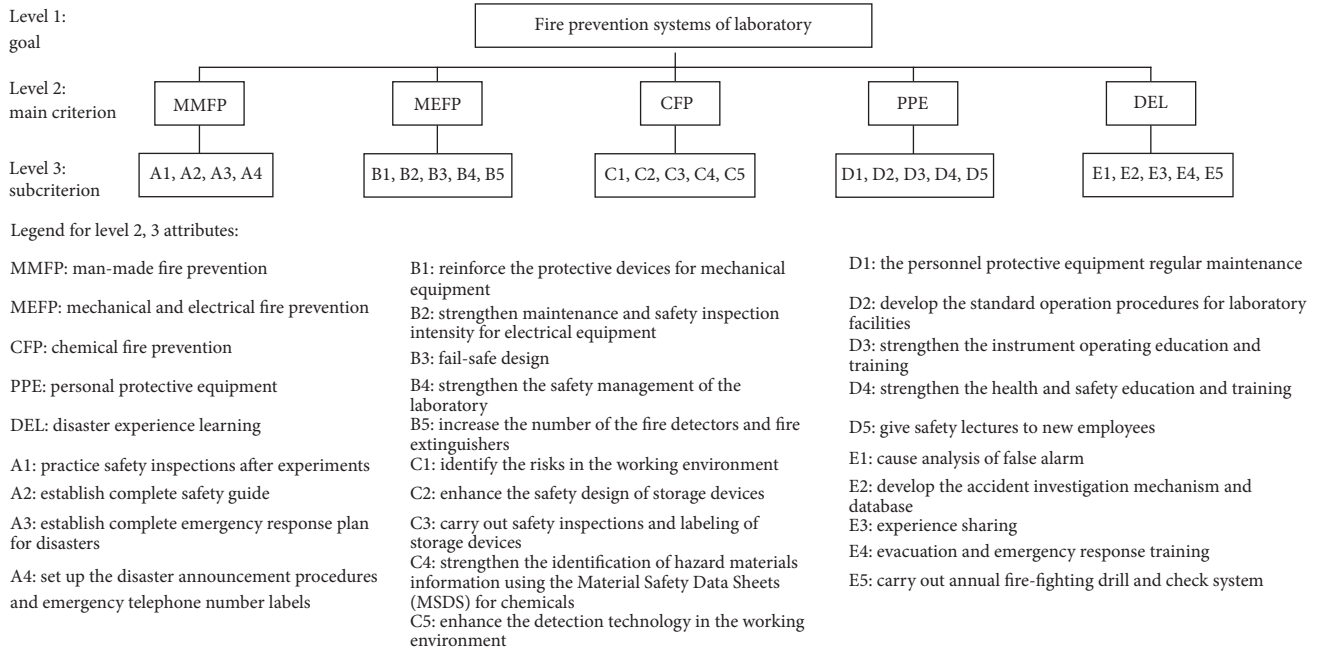 Level 1:
goal
Fire prevention systems of laboratory
Level 2:
main criterion
MMFP
MEFP
CFP
PPE
DEL
Level 3:
subcriterion
A1, A2, A3, A4
B1, B2, B3, B4, B5
C1, C2, C3, C4, C5
D1, D2, D3, D4, D5
E1, E2, E3, E4, E5
Legend for level 2, 3 attributes:
MMFP: man-made fire prevention
MEFP: mechanical and electrical fire prevention
CFP: chemical fire prevention
PPE: personal protective equipment
DEL: disaster experience learning
A1: practice safety inspections after experiments
A2: establish complete safety guide
A3: establish complete emergency response plan
for disasters
A4: set up the disaster announcement procedures
and emergency telephone number labels
B1: reinforce the protective devices for mechanical
equipment
B2: strengthen maintenance and safety inspection
intensity for electrical equipment
B3: fail-safe design
B4: strengthen the safety management of the
laboratory
B5: increase the number of the fire detectors and fire
extinguishers
C1: identify the risks in the working environment
C2: enhance the safety design of storage devices
C3: carry out safety inspections and labeling of
storage devices
C4: strengthen the identification of hazard materials
information using the Material Safety Data Sheets
(MSDS) for chemicals
C5: enhance the detection technology in the working
environment
D1: the personnel protective equipment regular maintenance
D2: develop the standard operation procedures for laboratory
facilities
D3: strengthen the instrument operating education and
training
D4: strengthen the health and safety education and training
D5: give safety lectures to new employees
E1: cause analysis of false alarm
E2: develop the accident investigation mechanism and
database
E3: experience sharing
E4: evacuation and emergency response training
E5: carry out annual fire-fighting drill and check system